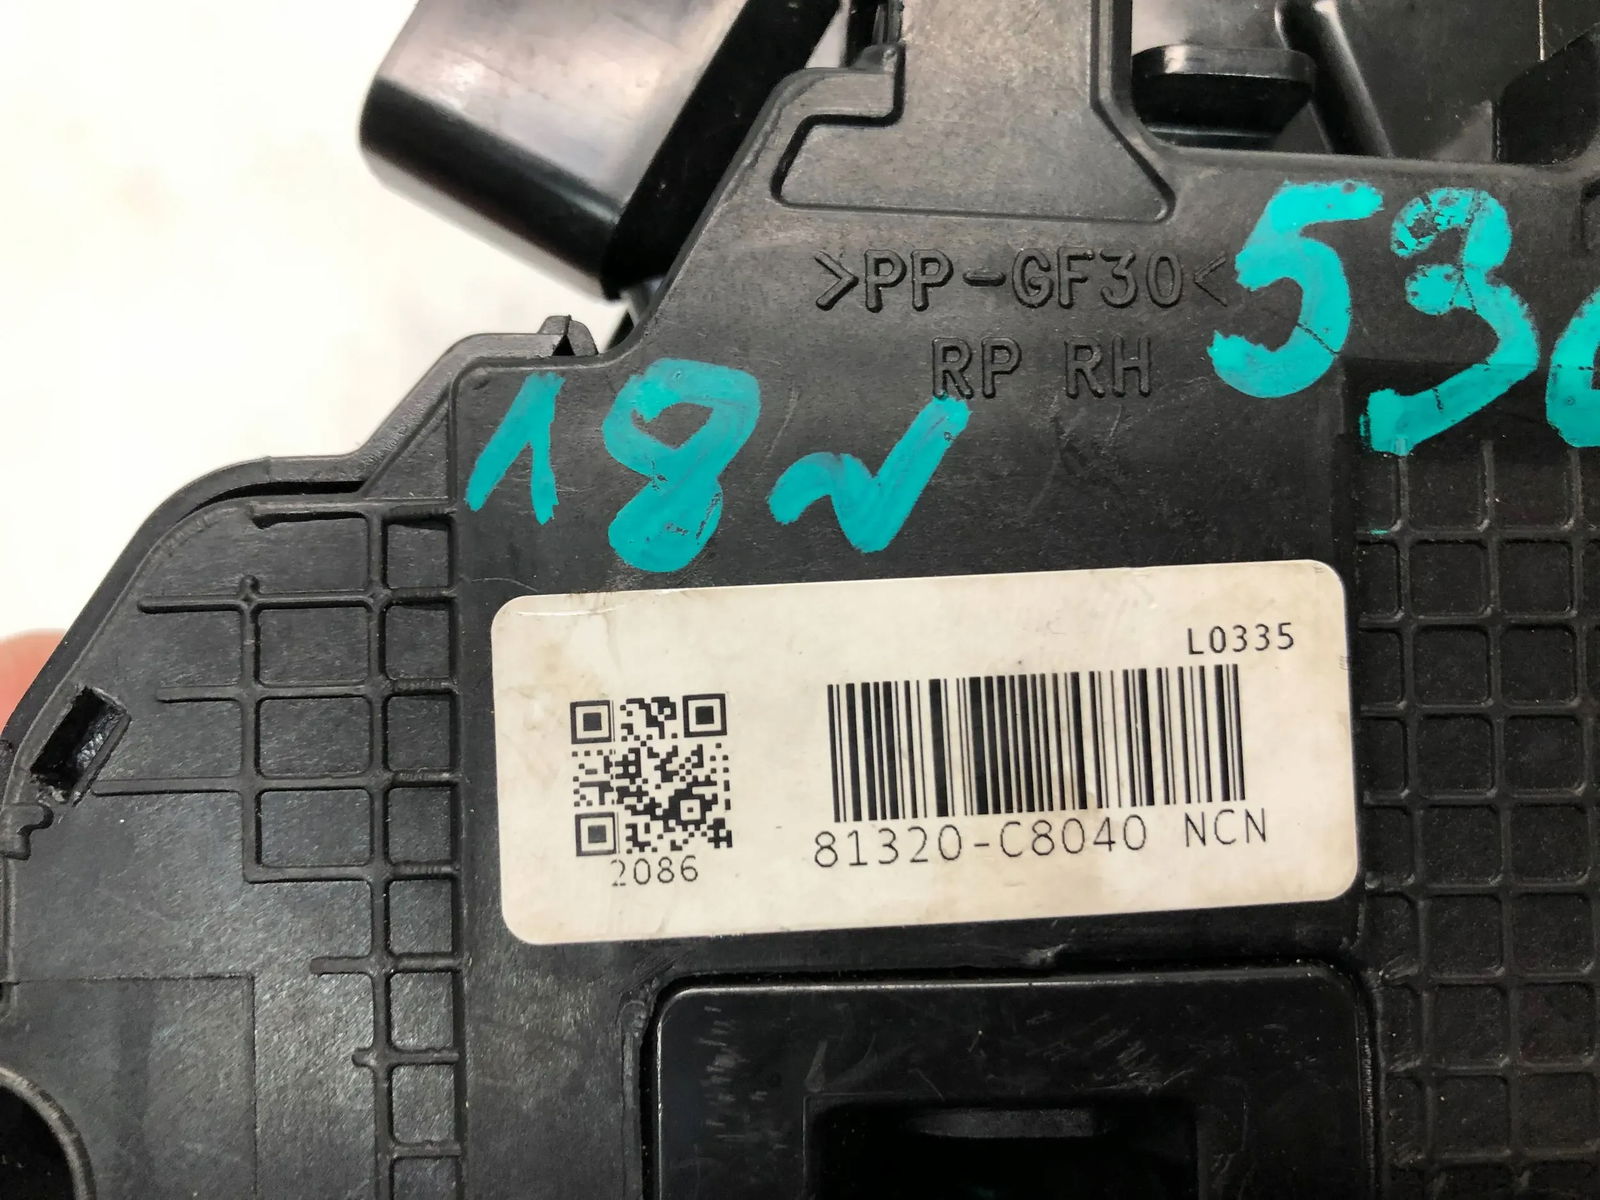 >PP-GF30<
RP RH
53
18
L0335
2086
81320-C8040 NCN